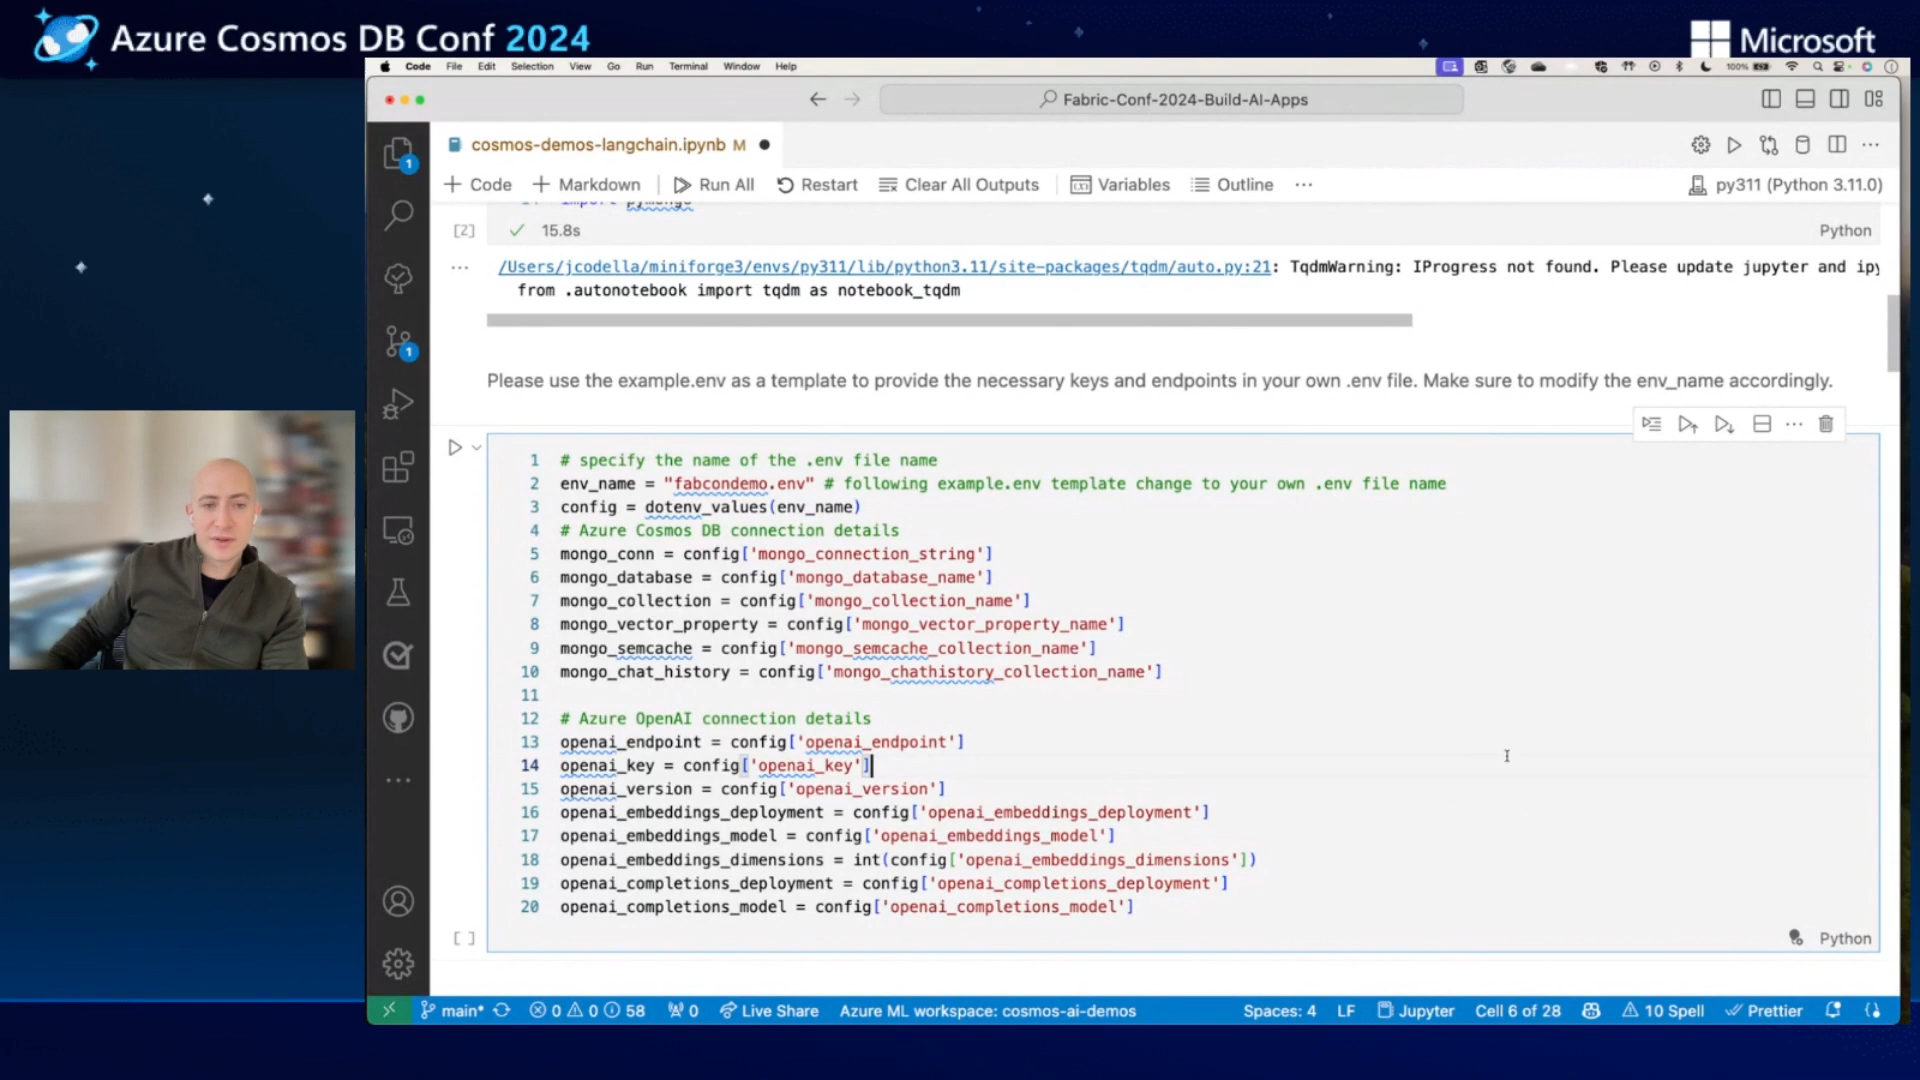 Azure Cosmos DB Conf 2024
Microsoft
Code File Edit Selection View Go Run Terminal Window Help
100%
Fabric-Conf-2024-Build-AI-Apps
cosmos-demos-langchain.ipynb M
Code Markdown Run All Restart Clear All Outputs Variables Outline ... py311 (Python 3.11.0)
import pymongo
[2] 15.8s Python
/Users/jcodella/miniforge3/envs/py311/lib/python3.11/site-packages/tqdm/auto.py:21: TqdmWarning: IProgress not found. Please update jupyter and ipy
from .autonotebook import tqdm as notebook_tqdm
Please use the example.env as a template to provide the necessary keys and endpoints in your own .env file. Make sure to modify the env_name accordingly.
1 # specify the name of the .env file name
2 env_name = "fabcondemo.env" # following example.env template change to your own .env file name
3 config = dotenv_values(env_name)
4 # Azure Cosmos DB connection details
5 mongo_conn = config['mongo_connection_string']
6 mongo_database = config['mongo_database_name']
7 mongo_collection = config['mongo_collection_name']
8 mongo_vector_property = config['mongo_vector_property_name']
9 mongo_semcache = config['mongo_semcache_collection_name']
10 mongo_chat_history = config['mongo_chathistory_collection_name']
11
12 # Azure OpenAI connection details
13 openai_endpoint = config['openai_endpoint']
14 openai_key = config['openai_key']
15 openai_version = config['openai_version']
16 openai_embeddings_deployment = config['openai_embeddings_deployment']
17 openai_embeddings_model = config['openai_embeddings_model']
18 openai_embeddings_dimensions = int(config['openai_embeddings_dimensions'])
19 openai_completions_deployment = config['openai_completions_deployment']
20 openai_completions_model = config['openai_completions_model']
[ ] Python
main* 0 0 58 0 Live Share Azure ML workspace: cosmos-ai-demos Spaces: 4 LF Jupyter Cell 6 of 28 10 Spell Prettier